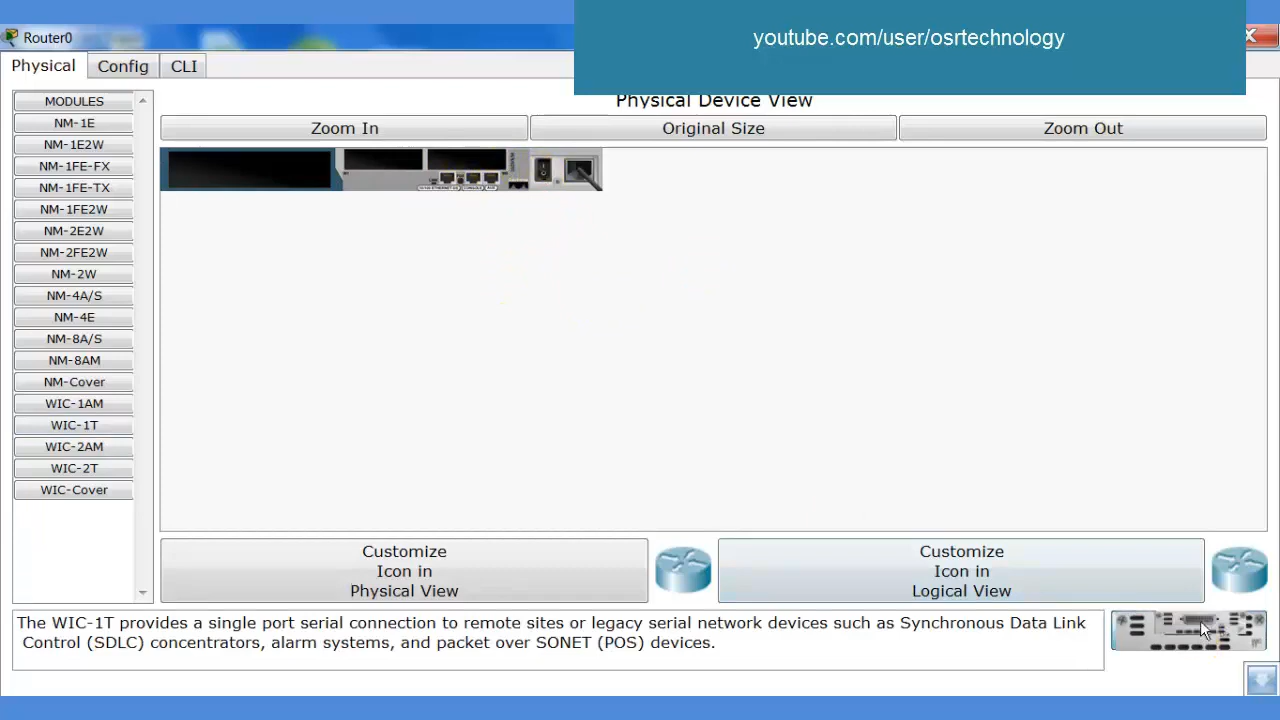 Router0
youtube.com/user/osrtechnology
Physical
Config
CLI
Physical Device View
MODULES
NM-1E
NM-1E2W
NM-1FE-FX
NM-1FE-TX
NM-1FE2W
NM-2E2W
NM-2FE2W
NM-2W
NM-4A/S
NM-4E
NM-8A/S
NM-8AM
NM-Cover
WIC-1AM
WIC-1T
WIC-2AM
WIC-2T
WIC-Cover
Zoom In
Original Size
Zoom Out
Customize
Icon in
Physical View
Customize
Icon in
Logical View
The WIC-1T provides a single port serial connection to remote sites or legacy serial network devices such as Synchronous Data Link
Control (SDLC) concentrators, alarm systems, and packet over SONET (POS) devices.